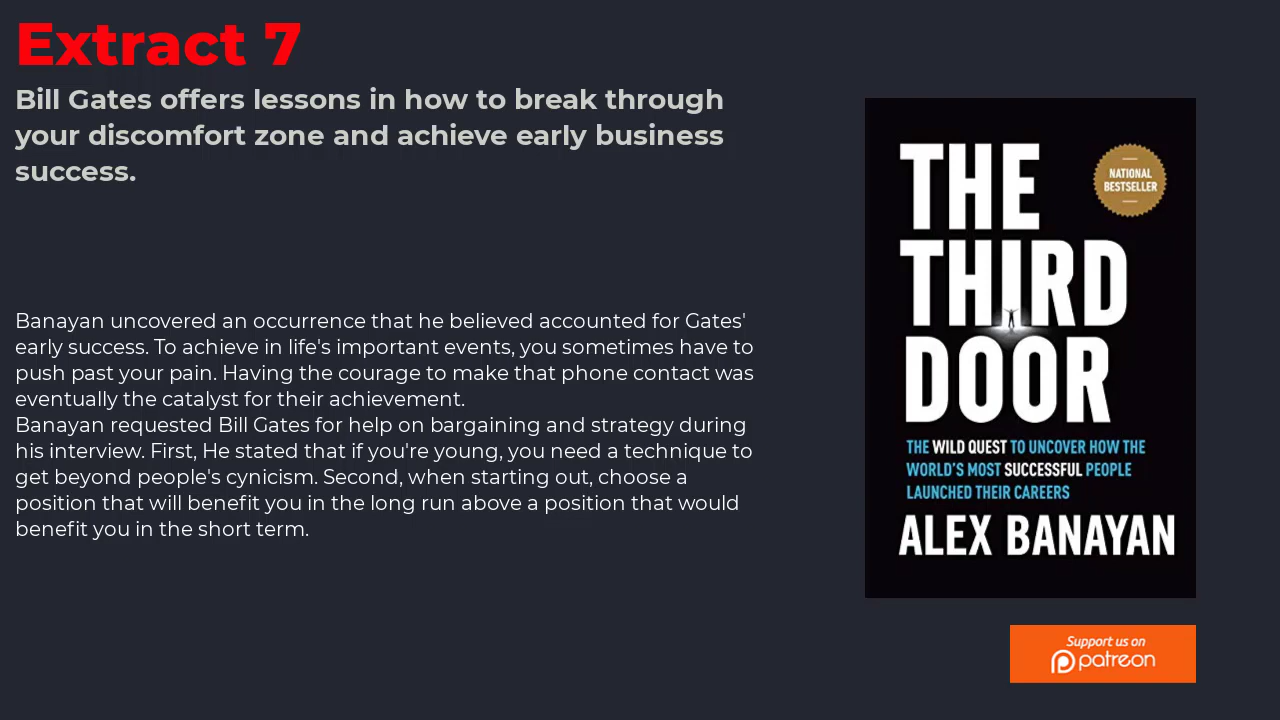 Extract 7
Bill Gates offers lessons in how to break through
your discomfort zone and achieve early business
success.
Banayan uncovered an occurrence that he believed accounted for Gates'
early success. To achieve in life's important events, you sometimes have to
push past your pain. Having the courage to make that phone contact was
eventually the catalyst for their achievement.
Banayan requested Bill Gates for help on bargaining and strategy during
his interview. First, He stated that if you're young, you need a technique to
get beyond people's cynicism. Second, when starting out, choose a
position that will benefit you in the long run above a position that would
benefit you in the short term.
THE
THIRD
DOOR
NATIONAL
BESTSELLER
THE WILD QUEST TO UNCOVER HOW THE
WORLD'S MOST SUCCESSFUL PEOPLE
LAUNCHED THEIR CAREERS
ALEX BANAYAN
Support us on
patreon